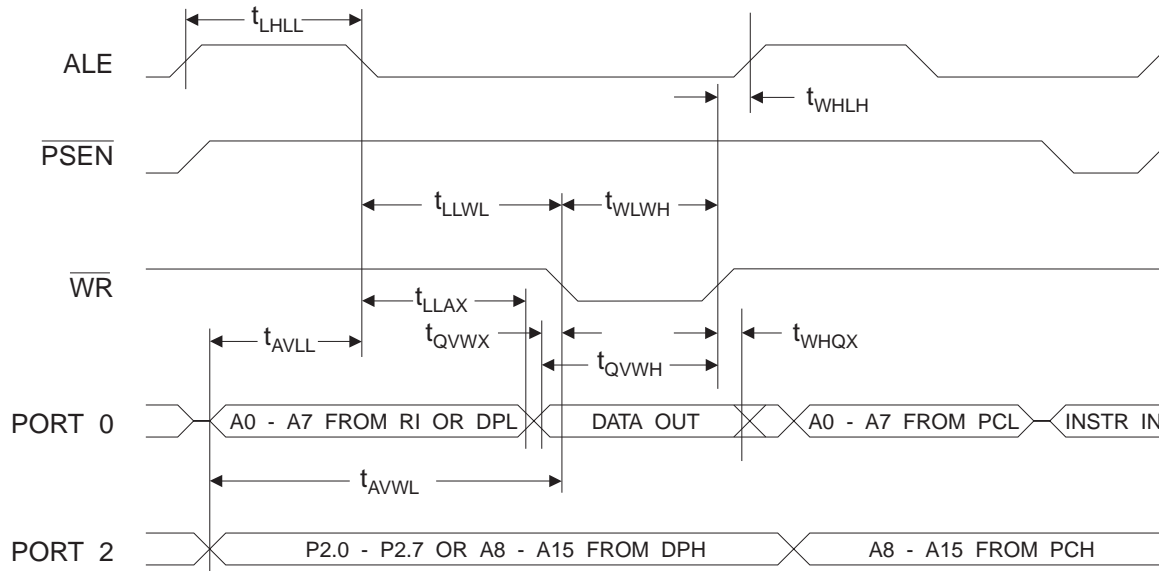 tLHLL
ALE
tWHLH
PSEN
tLLWL
tWLWH
WR
tLLAX
tQVWX
tWHQX
tAVLL
tQVWH
PORT 0
A0 - A7 FROM RI OR DPL
DATA OUT
A0 - A7 FROM PCL
INSTR IN
tAVWL
PORT 2
P2.0 - P2.7 OR A8 - A15 FROM DPH
A8 - A15 FROM PCH